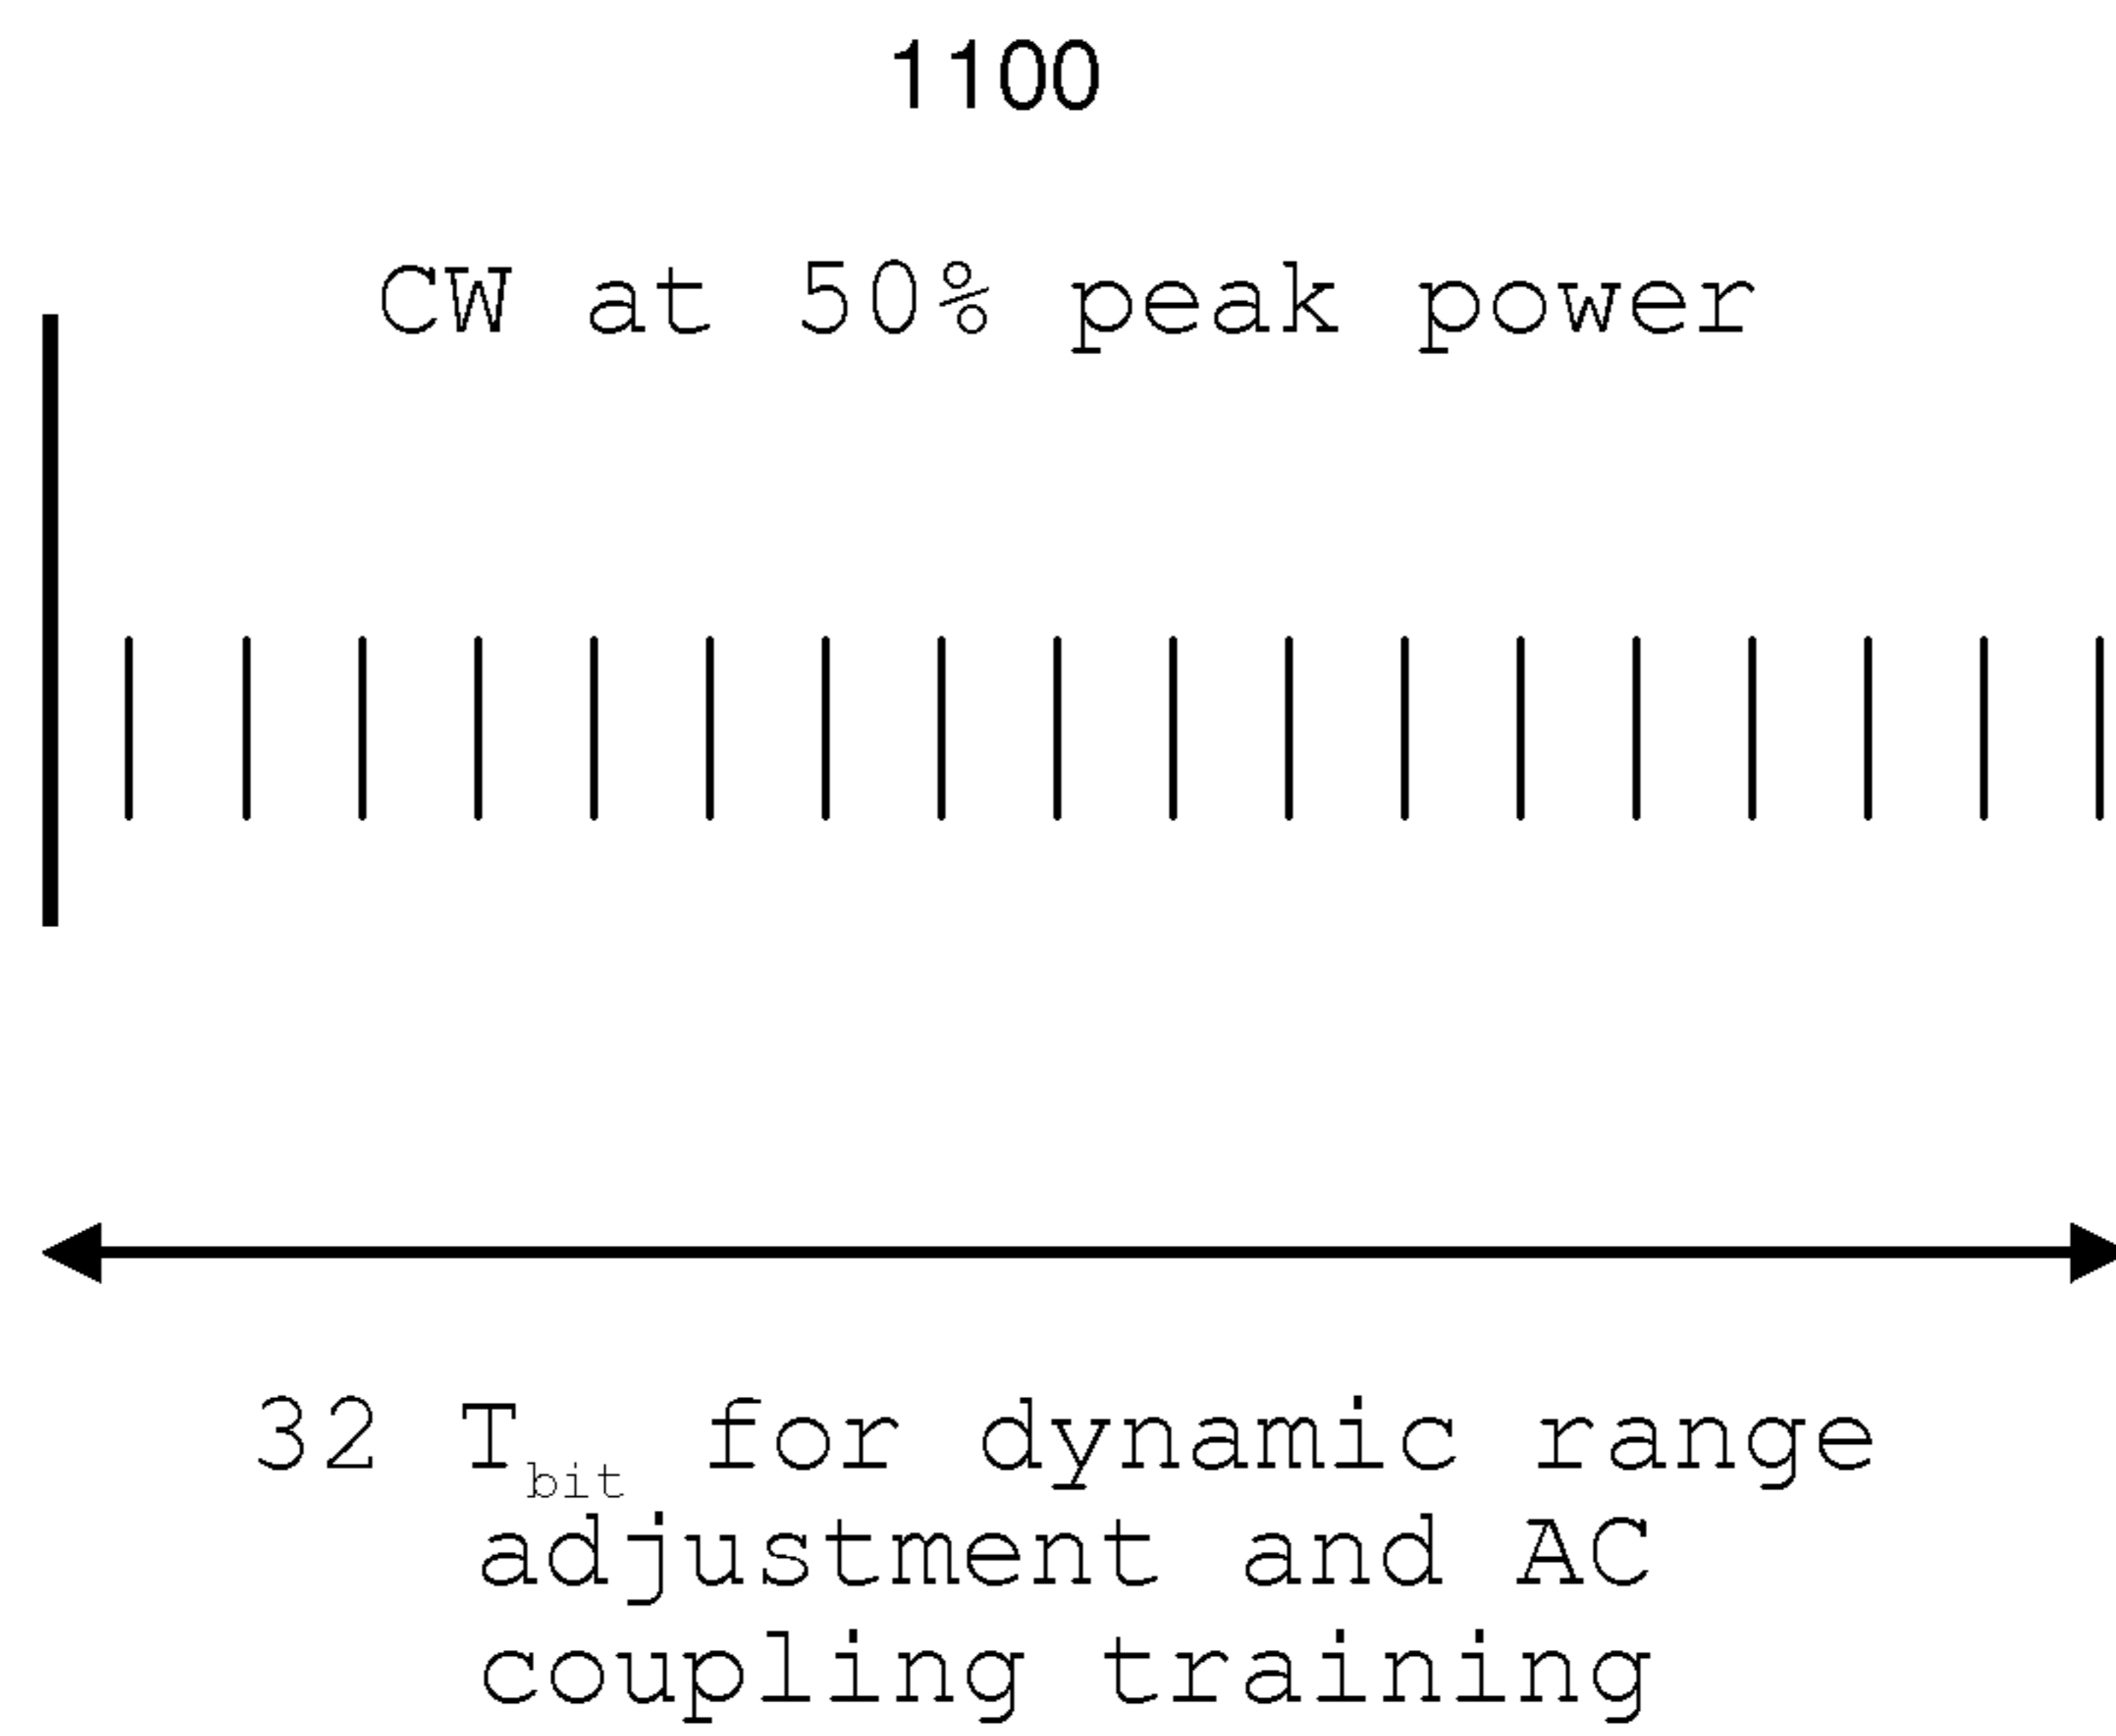 1100
CW at 50% peak power
32 Tbit for dynamic range
adjustment and AC
coupling training